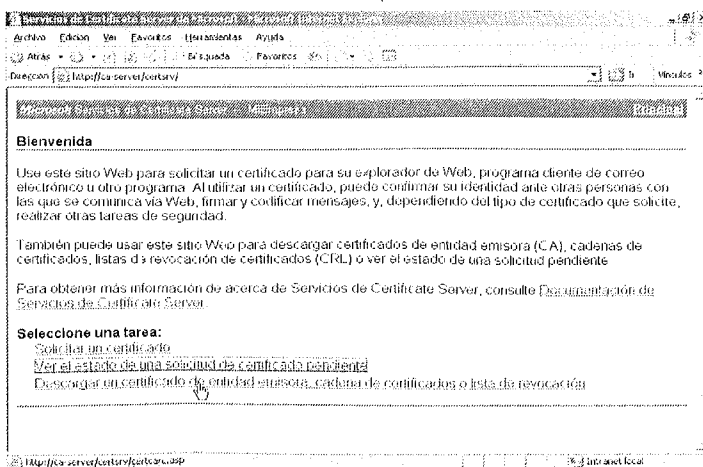 Servicios de Certificate Server de Microsoft - Microsoft Internet Explorer
Archivo Edición Ver Favoritos Herramientas Ayuda
Atrás Búsqueda Favoritos
Dirección http://ca-server/certsrv/ Ir Vínculos
Microsoft Servicios de Certificate Server Principal
Bienvenida
Use este sitio Web para solicitar un certificado para su explorador de Web, programa cliente de correo
electrónico u otro programa. Al utilizar un certificado, puede confirmar su identidad ante otras personas con
las que se comunica vía Web, firmar y codificar mensajes, y, dependiendo del tipo de certificado que solicite,
realizar otras tareas de seguridad.
También puede usar este sitio Web para descargar certificados de entidad emisora (CA), cadenas de
certificados, listas de revocación de certificados (CRL) o ver el estado de una solicitud pendiente
Para obtener más información de acerca de Servicios de Certificate Server, consulte Documentación de
Servicios de Certificate Server.
Seleccione una tarea:
Solicitar un certificado
Ver el estado de una solicitud de certificado pendiente
Descargar un certificado de entidad emisora, cadena de certificados o lista de revocación
http://ca-server/certsrv/certcarc.asp Intranet local